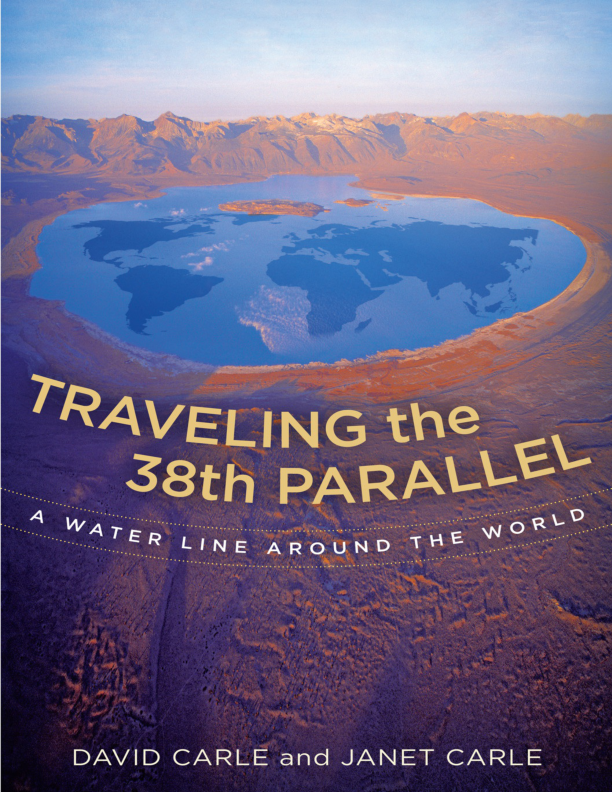 TRAVELING the
38th PARALLEL
A WATER LINE AROUND THE WORLD
DAVID CARLE and JANET CARLE